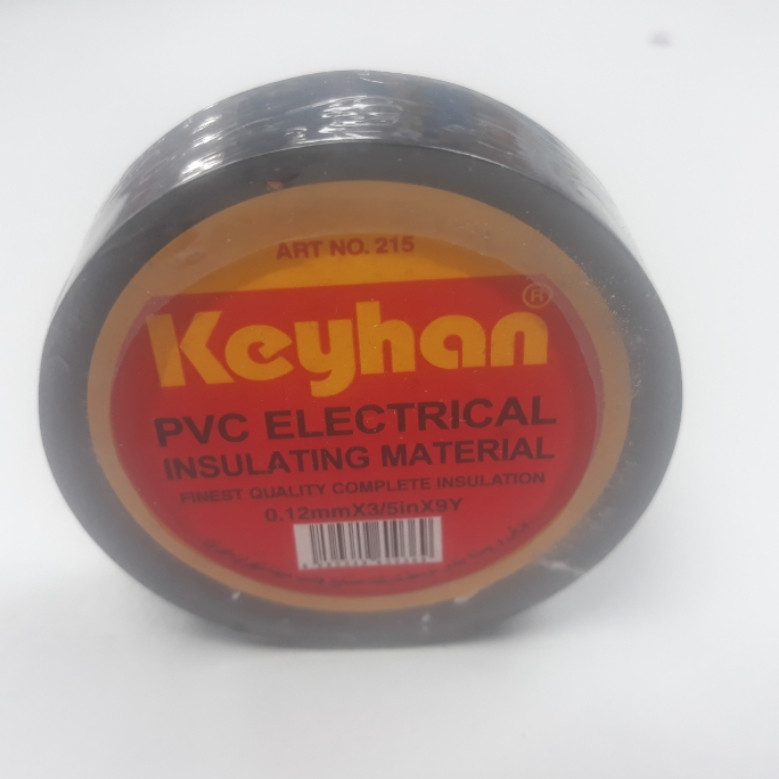 ART NO. 215
Keyhan®
PVC ELECTRICAL
INSULATING MATERIAL
FINEST QUALITY COMPLETE INSULATION
0.12mmX3/5inX9Y